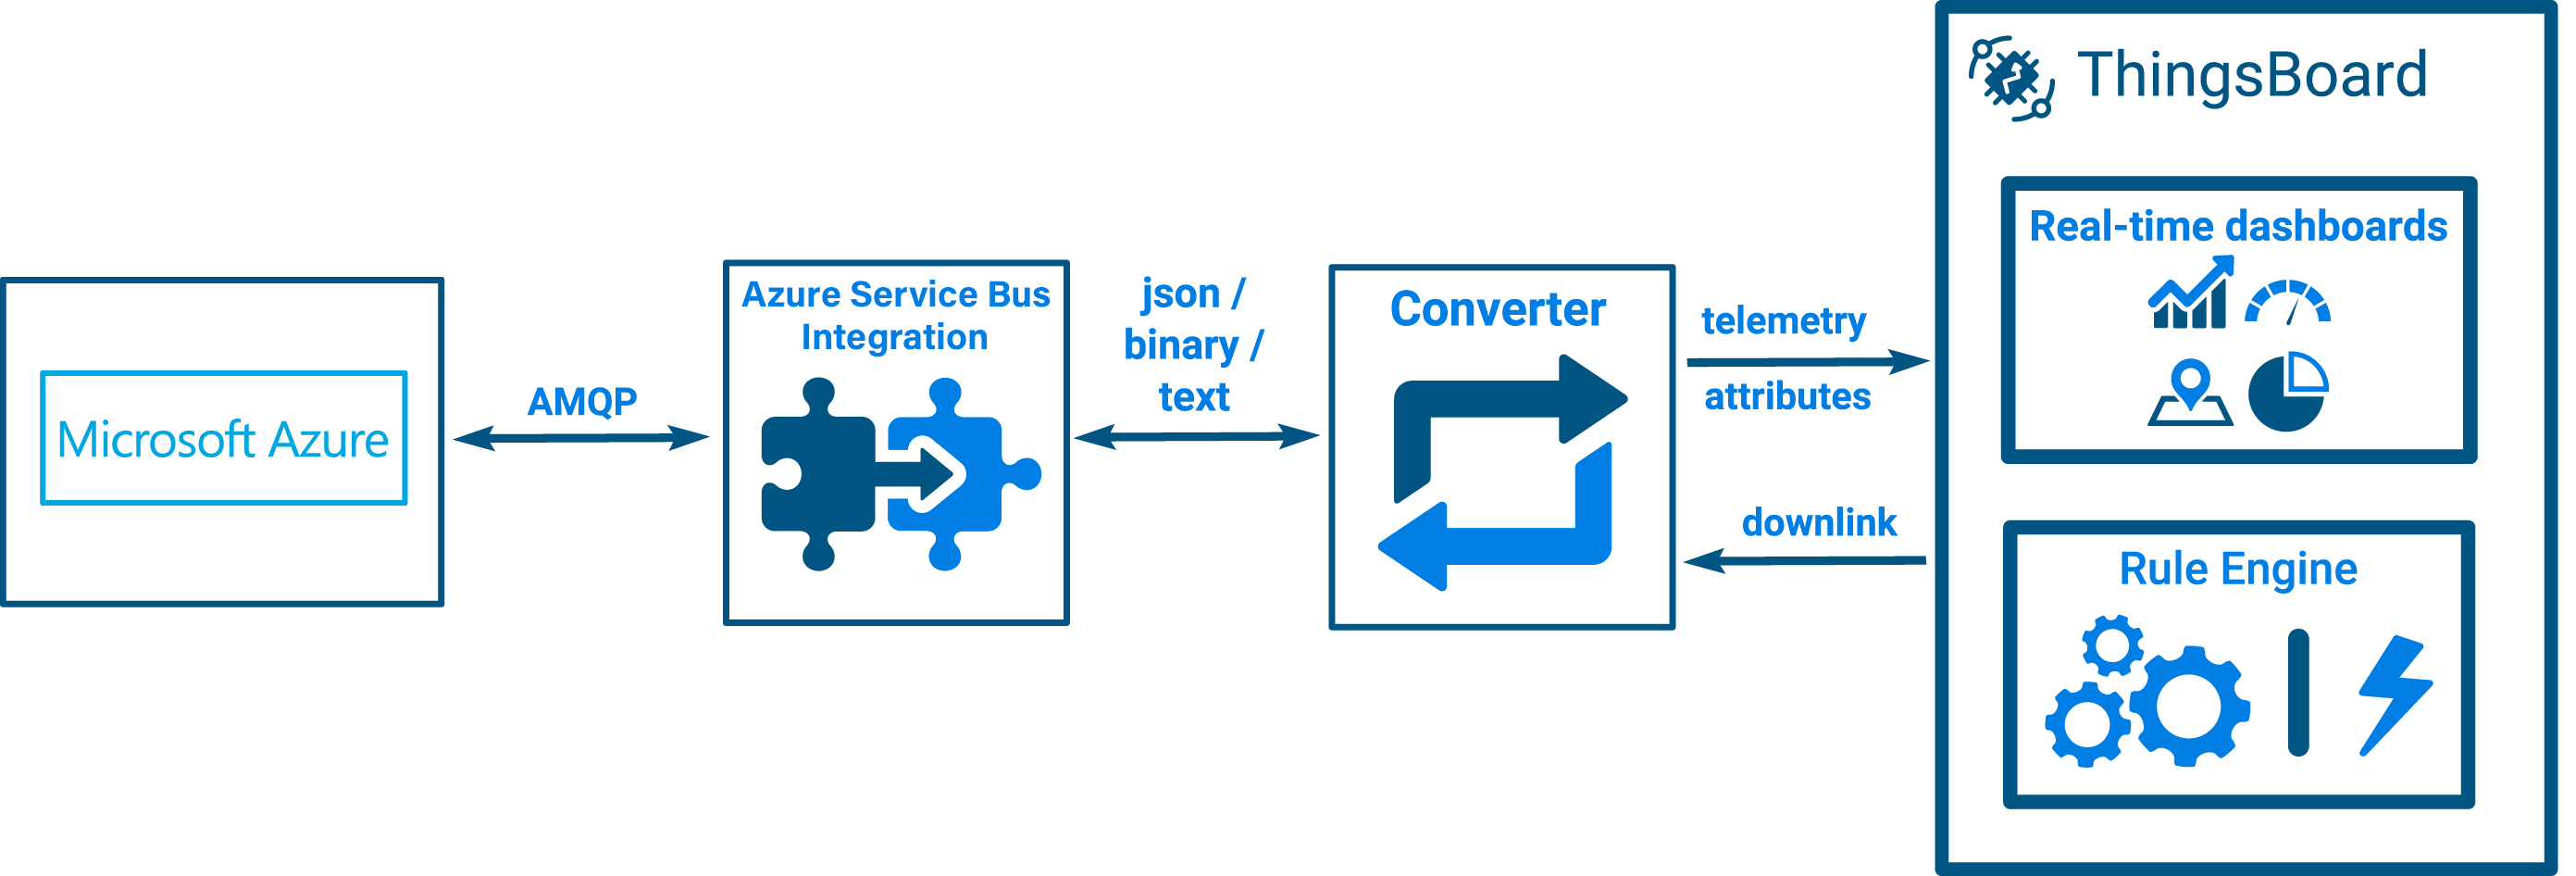 Microsoft Azure
AMQP
Azure Service Bus
Integration
json /
binary /
text
Converter
telemetry
attributes
downlink
ThingsBoard
Real-time dashboards
Rule Engine